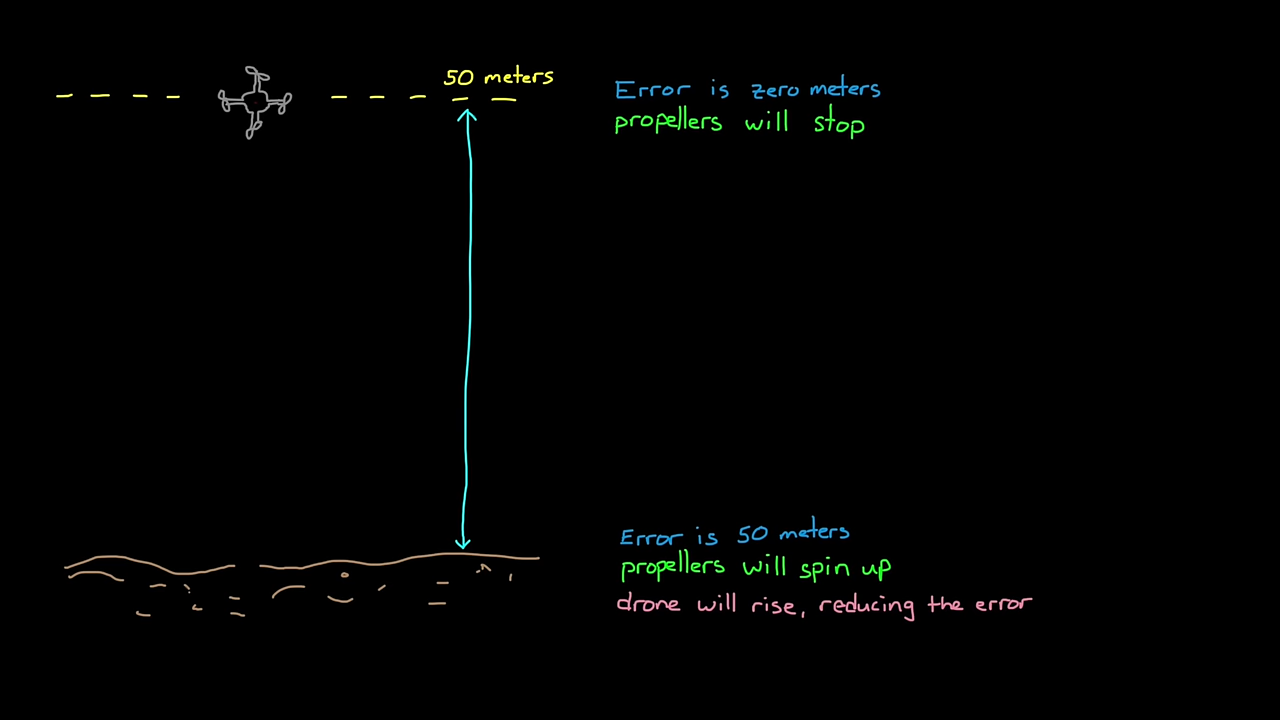 50 meters
Error is zero meters
propellers will stop
Error is 50 meters
propellers will spin up
drone will rise, reducing the error